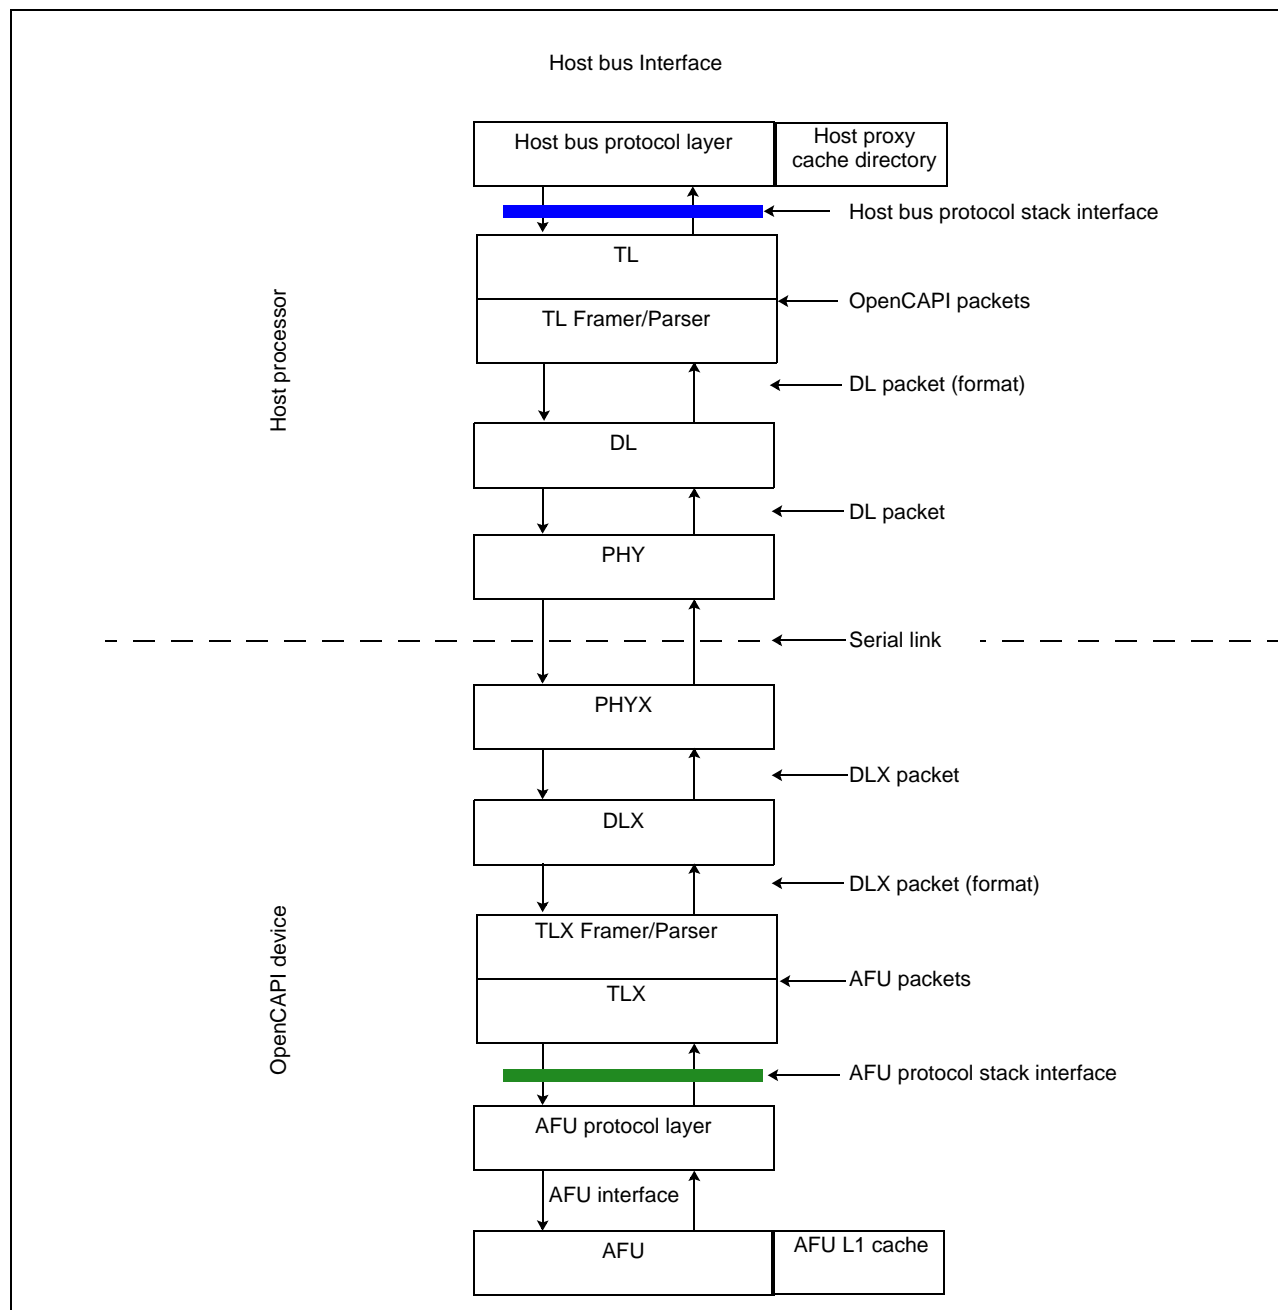 Host bus Interface
Host bus protocol layer
Host proxy
cache directory
Host bus protocol stack interface
TL
OpenCAPI packets
TL Framer/Parser
Host processor
DL packet (format)
DL
DL packet
PHY
Serial link
PHYX
DLX packet
DLX
DLX packet (format)
TLX Framer/Parser
AFU packets
TLX
OpenCAPI device
AFU protocol stack interface
AFU protocol layer
AFU interface
AFU
AFU L1 cache